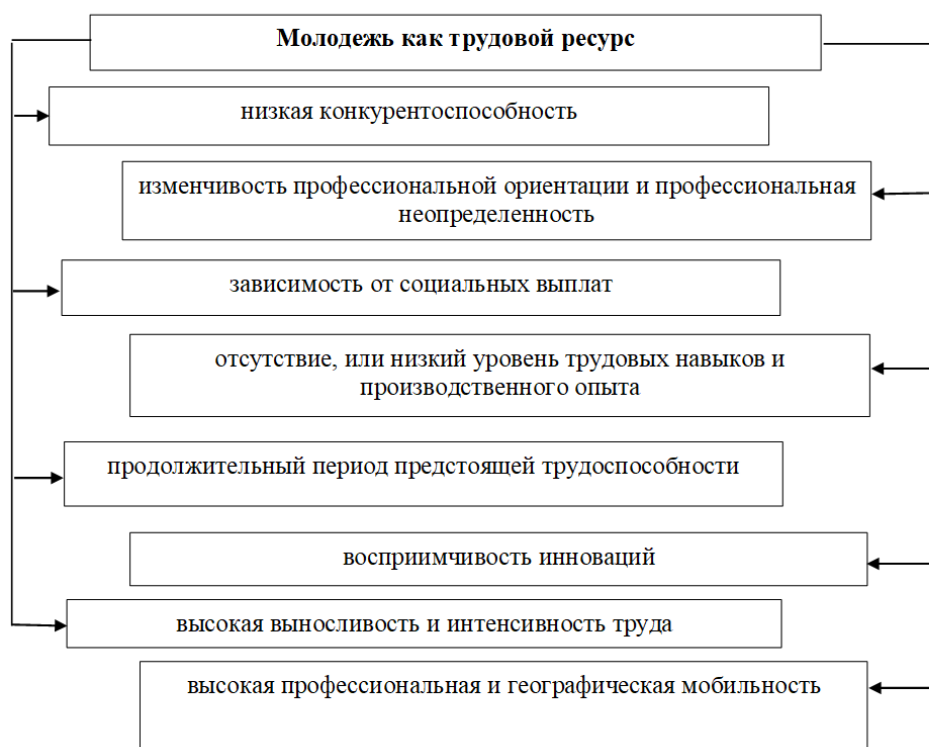 Молодежь как трудовой ресурс
низкая конкурентоспособность
изменчивость профессиональной ориентации и профессиональная
неопределенность
зависимость от социальных выплат
отсутствие, или низкий уровень трудовых навыков и
производственного опыта
продолжительный период предстоящей трудоспособности
восприимчивость инноваций
высокая выносливость и интенсивность труда
высокая профессиональная и географическая мобильность